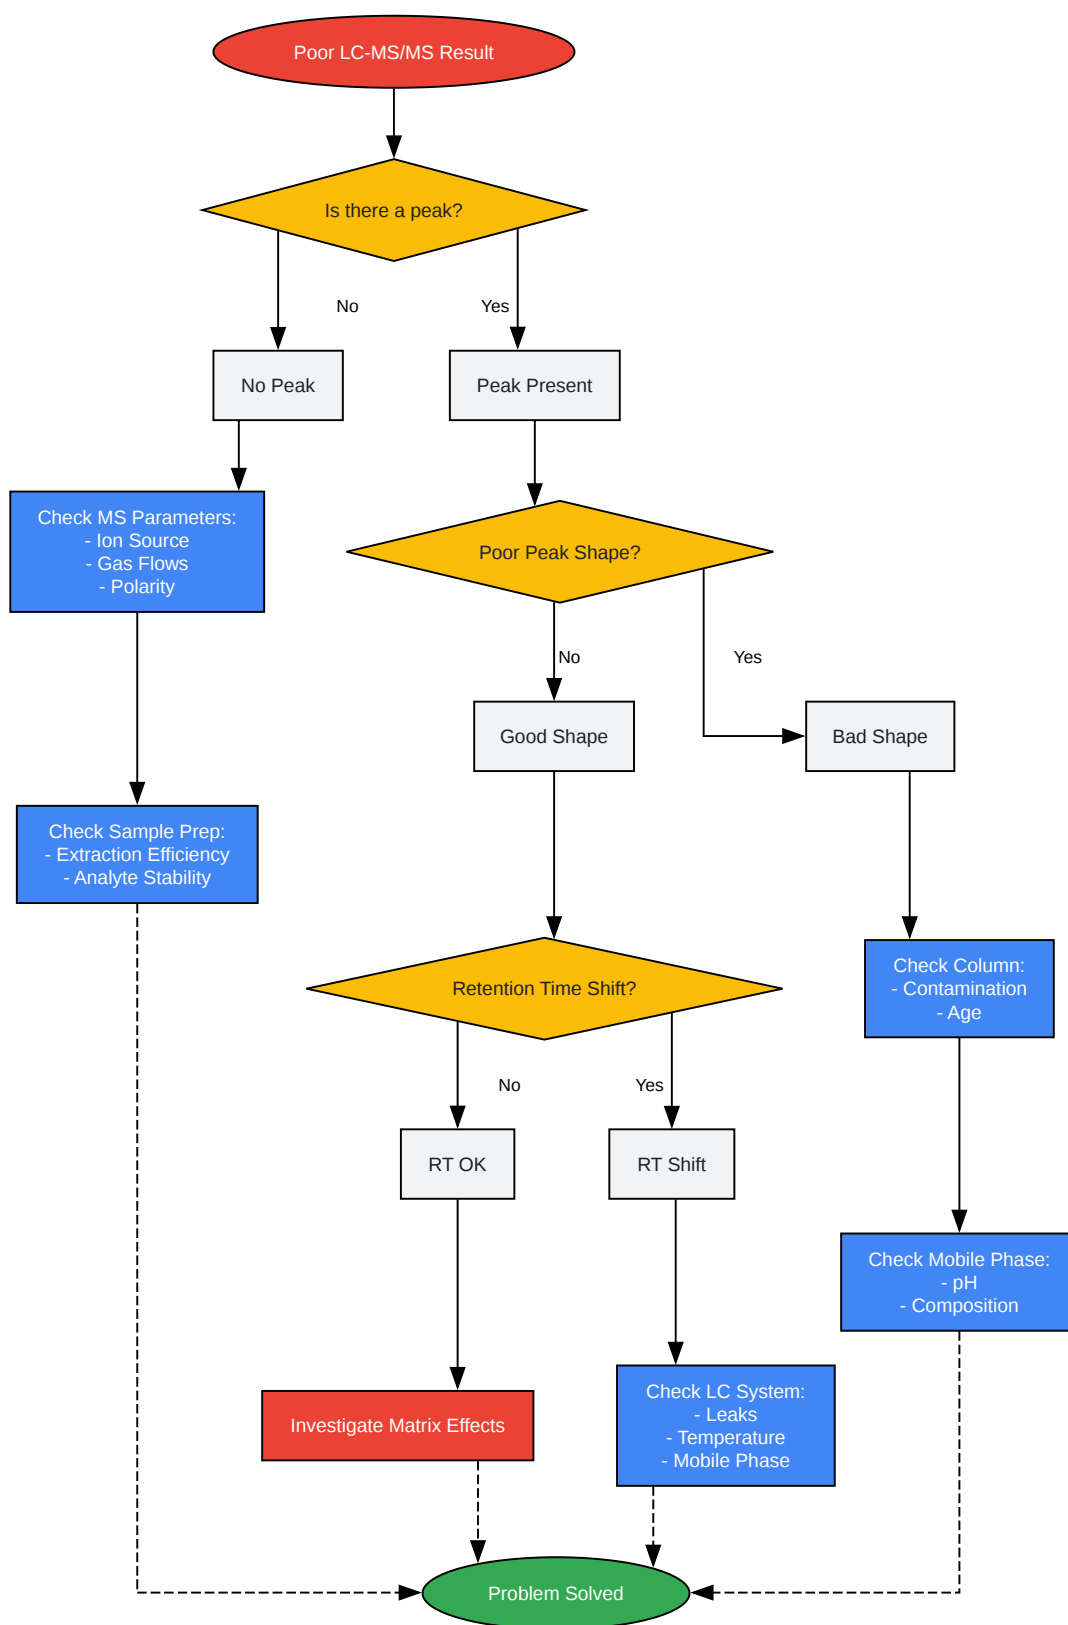 Poor LC-MS/MS Result
Is there a peak?
No
Yes
No Peak
Peak Present
Check MS Parameters:
- Ion Source
- Gas Flows
- Polarity
Poor Peak Shape?
No
Yes
Good Shape
Bad Shape
Check Sample Prep:
- Extraction Efficiency
- Analyte Stability
Check Column:
- Contamination
- Age
Retention Time Shift?
No
Yes
RT OK
RT Shift
Check Mobile Phase:
- pH
- Composition
Investigate Matrix Effects
Check LC System:
- Leaks
- Temperature
- Mobile Phase
Problem Solved